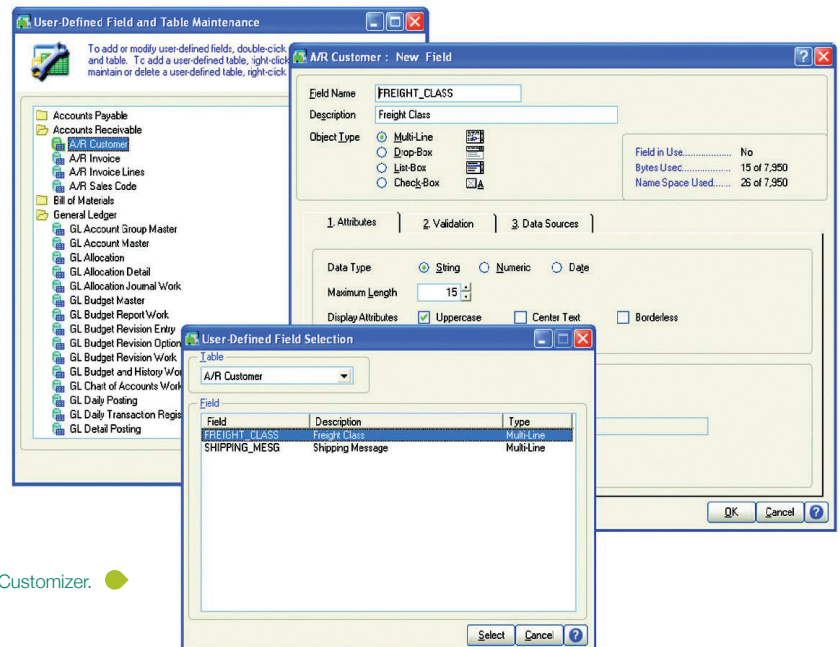 User-Defined Field and Table Maintenance
To add or modify user-defined fields, double-click
and table. To add a user-defined table, right-click
maintain or delete a user-defined table, right-click
Accounts Payable
Accounts Receivable
A/R Customer
A/R Invoice
A/R Invoice Lines
A/R Sales Code
Bill of Materials
General Ledger
GL Account Group Master
GL Account Master
GL Allocation
GL Allocation Detail
GL Allocation Journal Work
GL Budget Master
GL Budget Report Work
GL Budget Revision Entry
GL Budget Revision Option
GL Budget Revision Work
GL Budget and History Wor
GL Chart of Accounts Work
GL Daily Posting
GL Daily Transaction Regis
GL Detail Posting
A/R Customer : New Field
Field Name FREIGHT_CLASS
Description Freight Class
Object Type Multi-Line
Drop-Box
List-Box
Check-Box
Field in Use.................. No
Bytes Used.................. 15 of 7,950
Name Space Used....... 26 of 7,950
1. Attributes 2. Validation 3. Data Sources
Data Type String Numeric Date
Maximum Length 15
Display Attributes Uppercase Center Text Borderless
OK Cancel
User-Defined Field Selection
Table
A/R Customer
Field
Field Description Type
FREIGHT_CLASS Freight Class Multi-Line
SHIPPING_MESG Shipping Message Multi-Line
Select Cancel
Customizer.